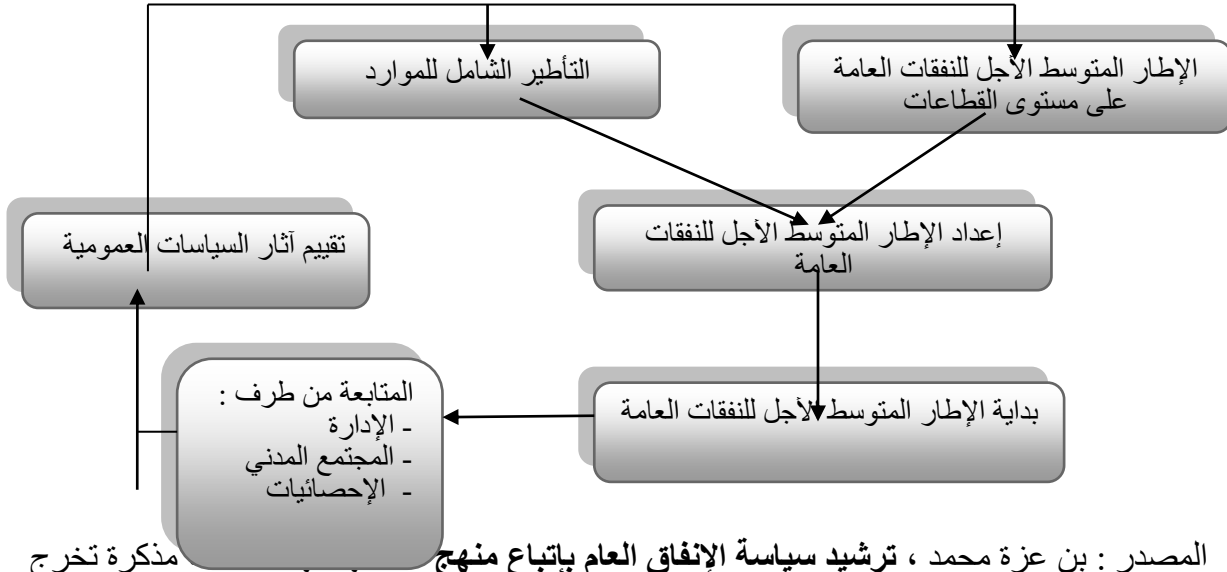 الإطار المتوسط الأجل للنفقات العامة
على مستوى القطاعات
التأطير الشامل للموارد
إعداد الإطار المتوسط الأجل للنفقات
العامة
تقييم آثار السياسات العمومية
بداية الإطار المتوسط الأجل للنفقات العامة
المتابعة من طرف :
- الإدارة
- المجتمع المدني
- الإحصائيات
المصدر : بن عزة محمد ، ترشيد سياسة الإنفاق العام بإتباع منهج مذكرة تخرج